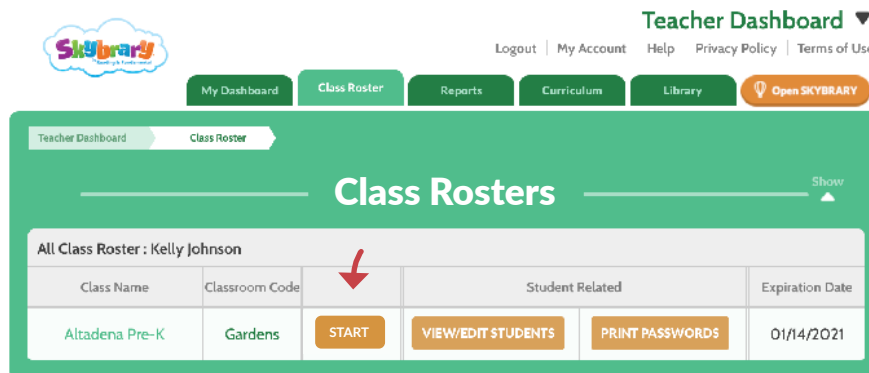 Teacher Dashboard
Skybrary
Logout My Account Help Privacy Policy Terms of Use
My Dashboard Class Roster Reports Curriculum Library Open SKYBRARY
Teacher Dashboard Class Roster
Class Rosters
Show
All Class Roster : Kelly Johnson
Class Name Classroom Code Student Related Expiration Date
Altadena Pre-K Gardens START VIEW/EDIT STUDENTS PRINT PASSWORDS 01/14/2021